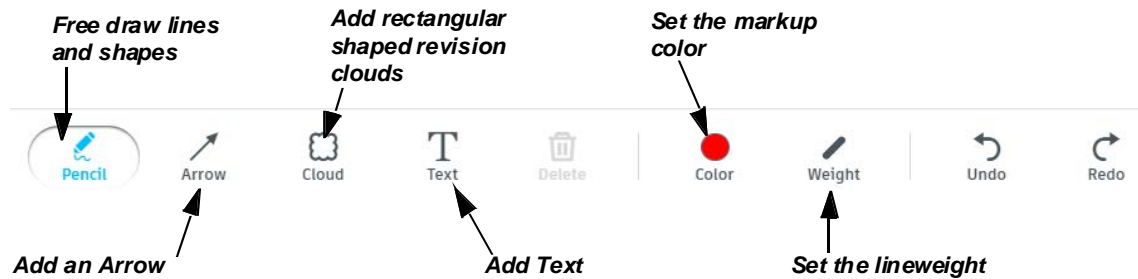 Free draw lines
and shapes
Add rectangular
shaped revision
clouds
Set the markup
color
Pencil
Arrow
Cloud
T
Text
Delete
Color
Weight
Undo
Redo
Add an Arrow
Add Text
Set the lineweight